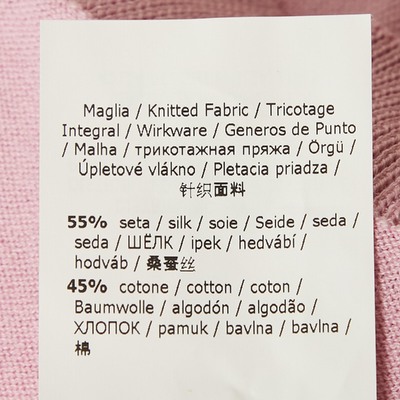 Maglia / Knitted Fabric / Tricotage
Integral / Wirkware / Generos de Punto
/ Malha / трикотажная пряжа / Örgü /
Úpletové vlákno / Pletacia priadza /
针织面料
55% seta / silk / soie / Seide / seda /
seda / ШЁЛК / ipek / hedvábí /
hodváb / 桑蚕丝
45% cotone / cotton / coton /
Baumwolle / algodón / algodão /
ХЛОПОК / pamuk / bavlna / bavlna /
棉